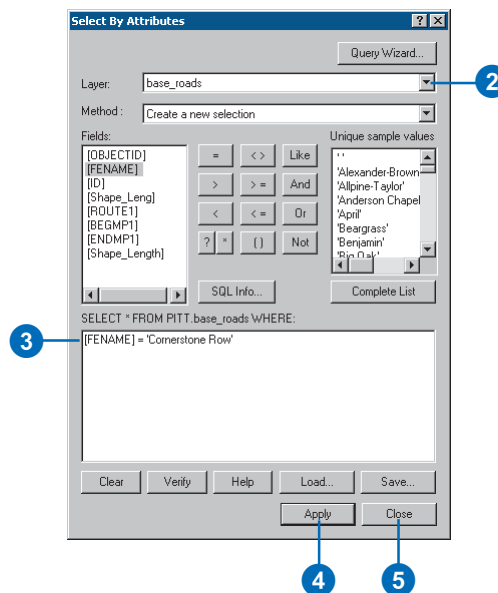 Select By Attributes
Query Wizard...
Layer: base_roads
2
Method : Create a new selection
Fields: Unique sample values
[OBJECTID]
[FENAME]
[ID]
[Shape_Leng]
[ROUTE1]
[BEGMP1]
[ENDMP1]
[Shape_Length]
= <> Like
> >= And
< <= Or
? * () Not
' '
'Alexander-Brown
'Allpine-Taylor'
'Anderson Chapel
'April'
'Beargrass'
'Benjamin'
'Big Oak'
SQL Info... Complete List
SELECT * FROM PITT.base_roads WHERE:
3
[FENAME] = 'Cornerstone Row'
Clear Verify Help Load... Save...
Apply Close
4 5